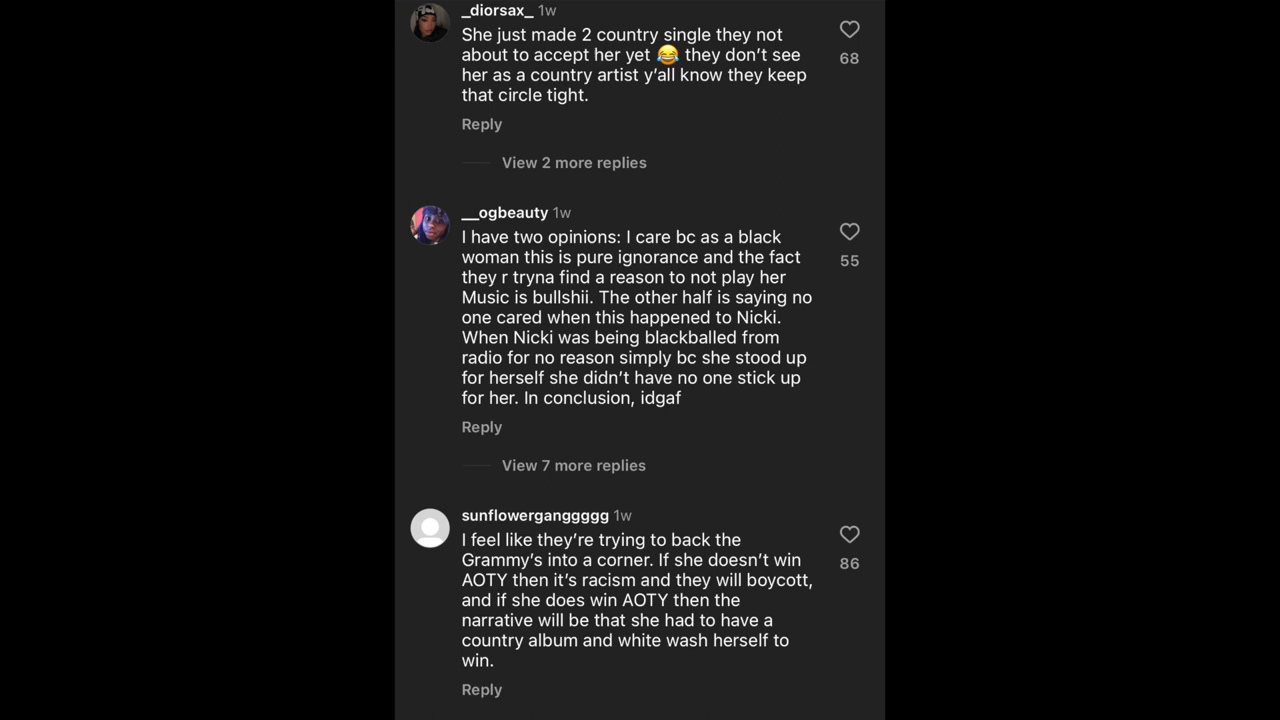 _diorsax_ 1w
She just made 2 country single they not
about to accept her yet 😂 they don’t see
her as a country artist y’all know they keep
that circle tight.
68
Reply
View 2 more replies
__ogbeauty 1w
I have two opinions: I care bc as a black
woman this is pure ignorance and the fact
they r tryna find a reason to not play her
Music is bullshii. The other half is saying no
one cared when this happened to Nicki.
When Nicki was being blackballed from
radio for no reason simply bc she stood up
for herself she didn’t have no one stick up
for her. In conclusion, idgaf
55
Reply
View 7 more replies
sunflowerganggggg 1w
I feel like they’re trying to back the
Grammy’s into a corner. If she doesn’t win
AOTY then it’s racism and they will boycott,
and if she does win AOTY then the
narrative will be that she had to have a
country album and white wash herself to
win.
86
Reply